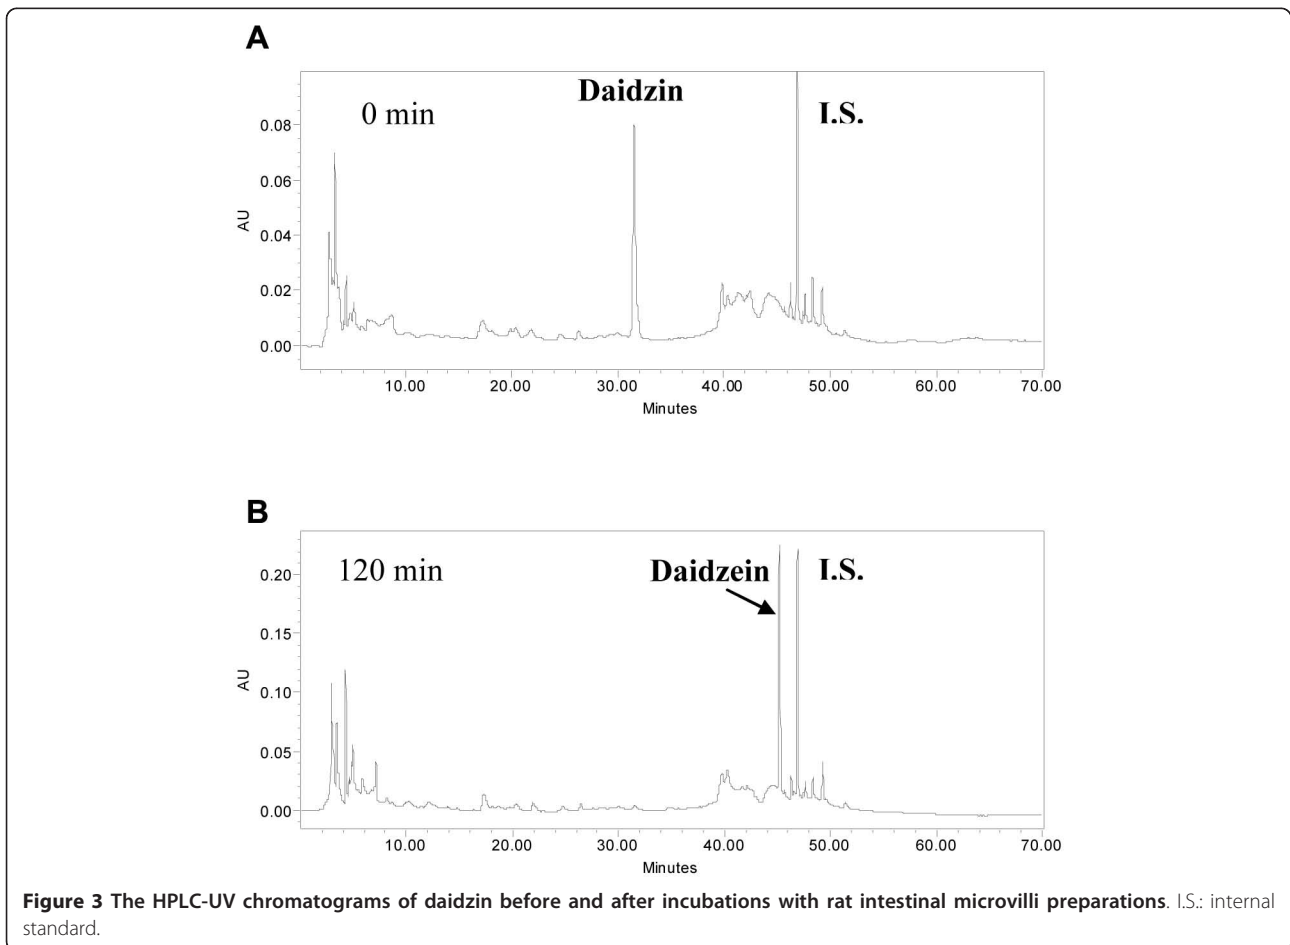 A
Daidzin
0 min
I.S.
0.08
0.06
0.04
0.02
0.00
AU
10.00 20.00 30.00 40.00 50.00 60.00 70.00
Minutes
B
120 min
Daidzein
I.S.
0.20
0.15
0.10
0.05
0.00
AU
10.00 20.00 30.00 40.00 50.00 60.00 70.00
Minutes
Figure 3 The HPLC-UV chromatograms of daidzin before and after incubations with rat intestinal microvilli preparations. I.S.: internal
standard.